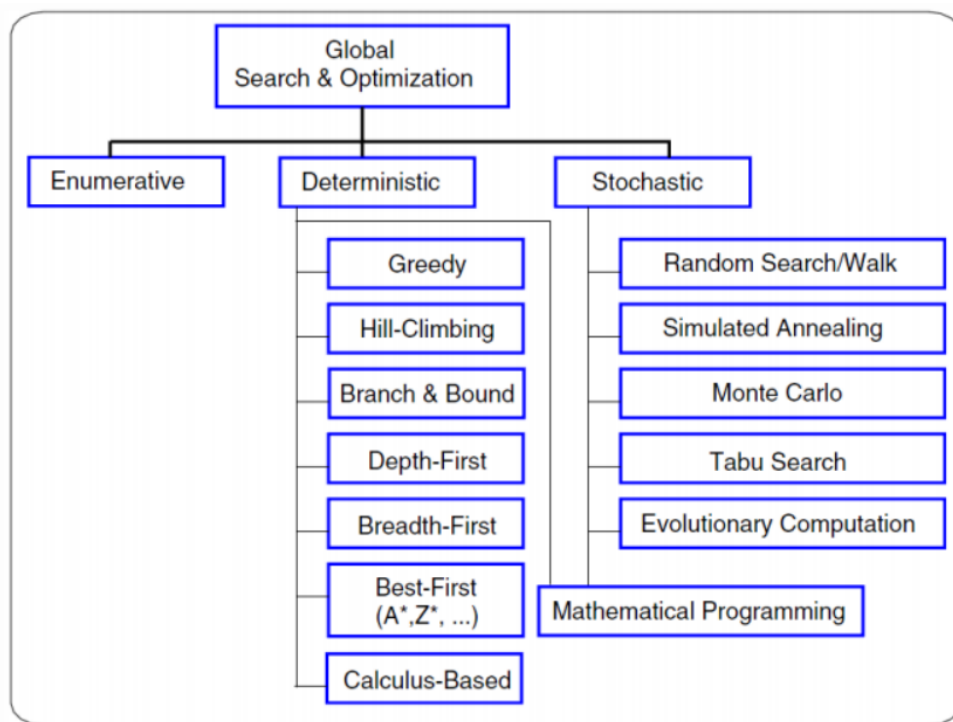 Global
Search & Optimization
Enumerative
Deterministic
Stochastic
Greedy
Hill-Climbing
Branch & Bound
Depth-First
Breadth-First
Best-First
(A*,Z*, ...)
Calculus-Based
Random Search/Walk
Simulated Annealing
Monte Carlo
Tabu Search
Evolutionary Computation
Mathematical Programming